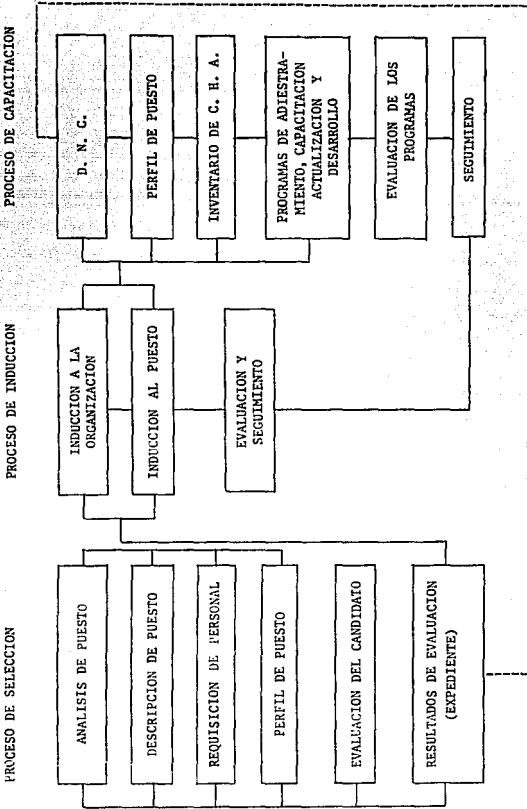 PROCESO DE SELECCION
ANALISIS DE PUESTO
DESCRIPCION DE PUESTO
REQUISICION DE PERSONAL
PERFIL DE PUESTO
EVALUACION DEL CANDIDATO
RESULTADOS DE EVALUACION
(EXPEDIENTE)
PROCESO DE INDUCCION
INDUCCION A LA
ORGANIZACION
INDUCCION AL PUESTO
EVALUACION Y
SEGUIMIENTO
PROCESO DE CAPACITACION
D. N. C.
PERFIL DE PUESTO
INVENTARIO DE C. H. A.
PROGRAMAS DE ADIESTRA-
MIENTO, CAPACITACION
ACTUALIZACION Y
DESARROLLO
EVALUACION DE LOS
PROGRAMAS
SEGUIMIENTO